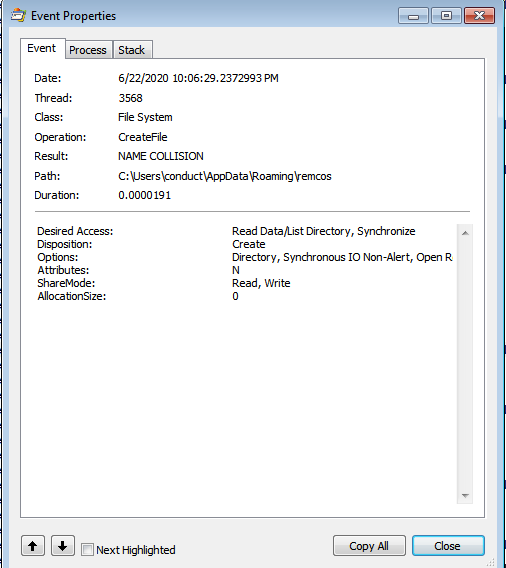 Event Properties
Event Process Stack
Date: 6/22/2020 10:06:29.2372993 PM
Thread: 3568
Class: File System
Operation: CreateFile
Result: NAME COLLISION
Path: C:\Users\conduct\AppData\Roaming\remcos
Duration: 0.0000191
Desired Access: Read Data/List Directory, Synchronize
Disposition: Create
Options: Directory, Synchronous IO Non-Alert, Open R
Attributes: N
ShareMode: Read, Write
AllocationSize: 0
Next Highlighted Copy All Close